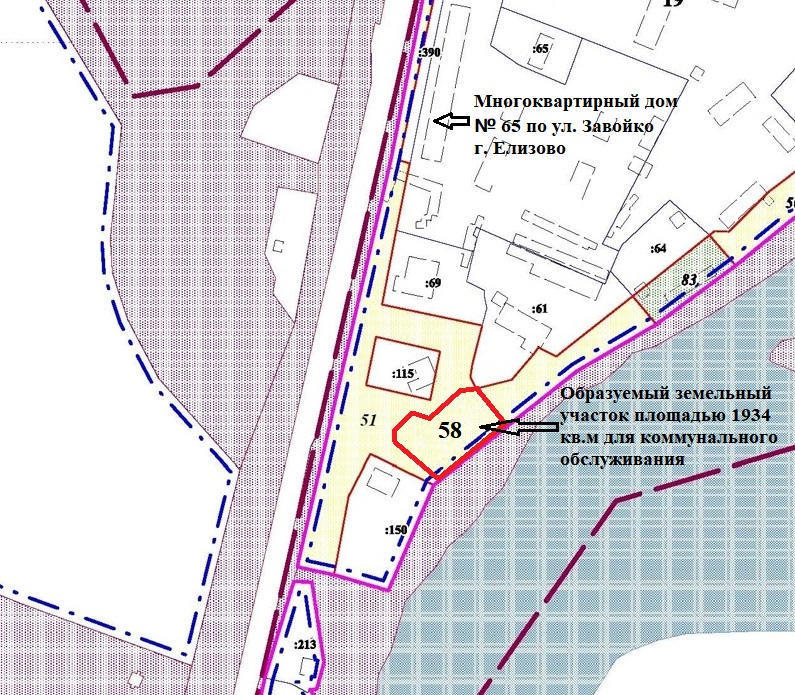 19
:390
:65
Многоквартирный дом
№ 65 по ул. Завойко
г. Елизово
:64
83
:69
:61
:115
Образуемый земельный
участок площадью 1934
кв.м для коммунального
обслуживания
51
58
:150
:213